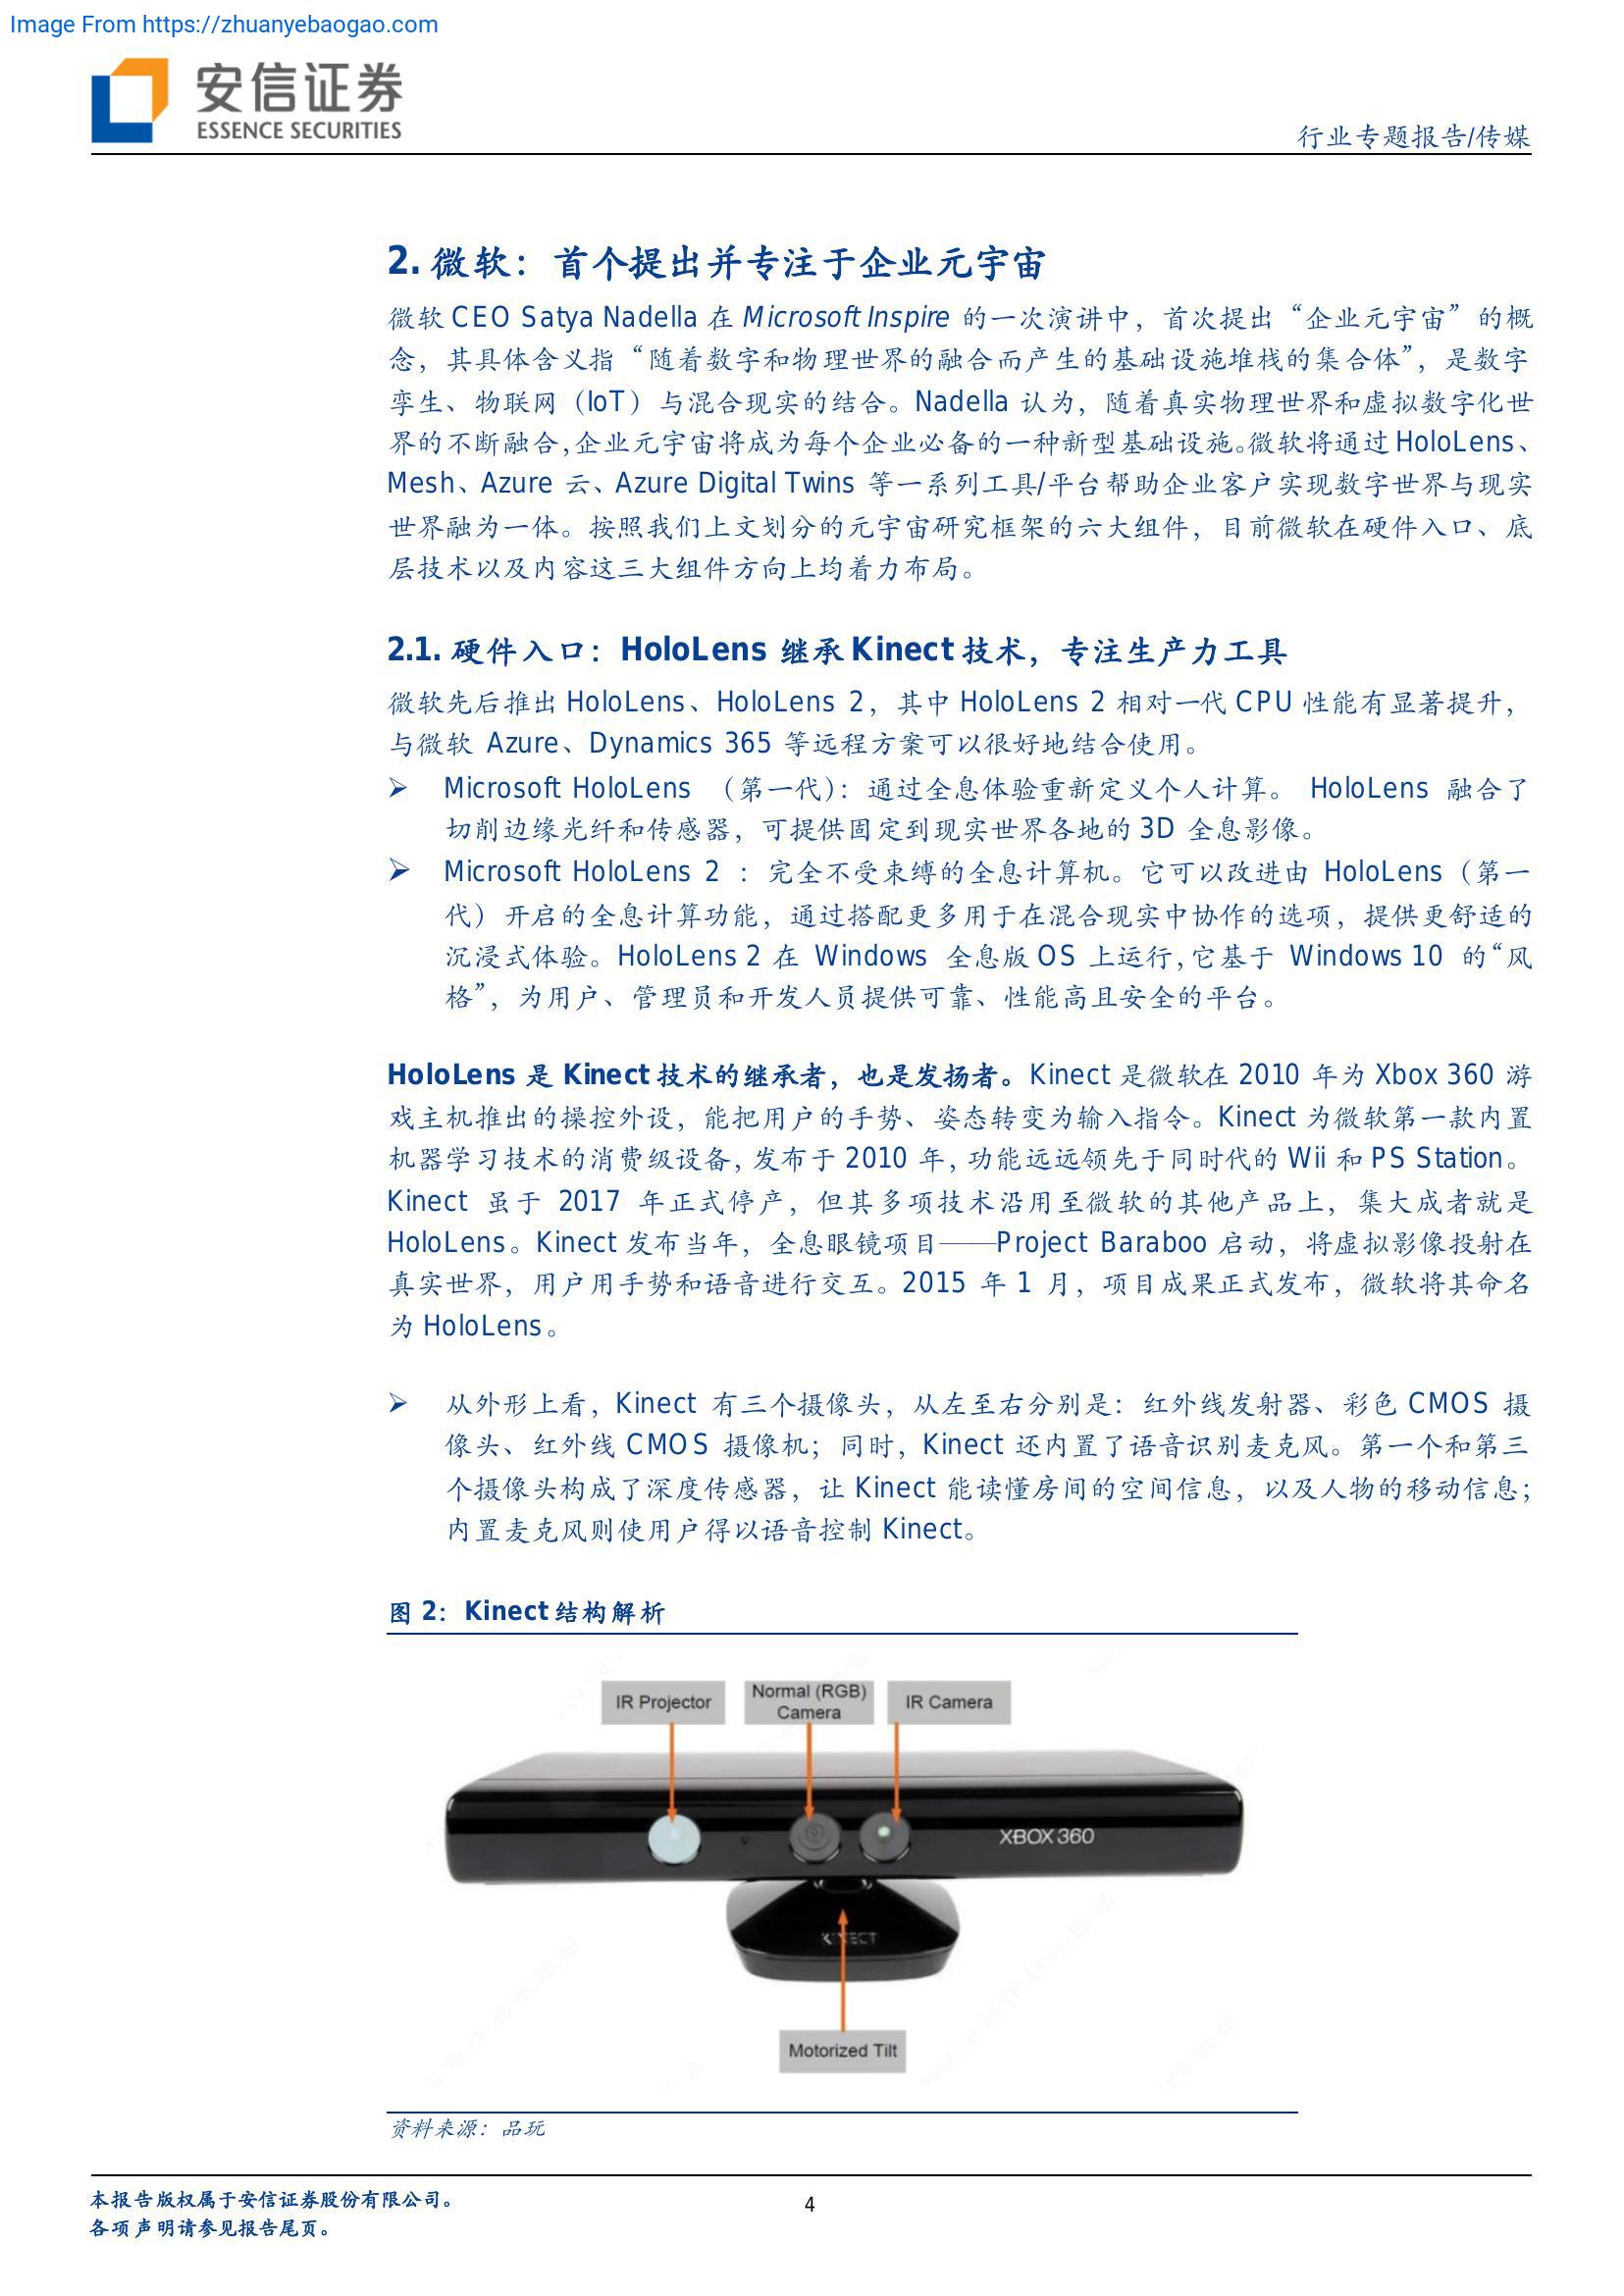 Image From https://zhuanyebaogao.com
安信证券
ESSENCE SECURITIES
行业专题报告/传媒
2. 微软：首个提出并专注于企业元宇宙
微软 CEO Satya Nadella 在 Microsoft Inspire 的一次演讲中，首次提出“企业元宇宙”的概
念，其具体含义指“随着数字和物理世界的融合而产生的基础设施堆栈的集合体”，是数字
孪生、物联网（IoT）与混合现实的结合。Nadella 认为，随着真实物理世界和虚拟数字化世
界的不断融合，企业元宇宙将成为每个企业必备的一种新型基础设施。微软将通过 HoloLens、
Mesh、Azure 云、Azure Digital Twins 等一系列工具/平台帮助企业客户实现数字世界与现实
世界融为一体。按照我们上文划分的元宇宙研究框架的六大组件，目前微软在硬件入口、底
层技术以及内容这三大组件方向上均着力布局。
2.1. 硬件入口：HoloLens 继承 Kinect 技术，专注生产力工具
微软先后推出 HoloLens、HoloLens 2，其中 HoloLens 2 相对一代 CPU 性能有显著提升，
与微软 Azure、Dynamics 365 等远程方案可以很好地结合使用。
➢ Microsoft HoloLens （第一代）：通过全息体验重新定义个人计算。 HoloLens 融合了
切削边缘光纤和传感器，可提供固定到现实世界各地的 3D 全息影像。
➢ Microsoft HoloLens 2 ：完全不受束缚的全息计算机。它可以改进由 HoloLens（第一
代）开启的全息计算功能，通过搭配更多用于在混合现实中协作的选项，提供更舒适的
沉浸式体验。HoloLens 2 在 Windows 全息版 OS 上运行，它基于 Windows 10 的“风
格”，为用户、管理员和开发人员提供可靠、性能高且安全的平台。
HoloLens 是 Kinect 技术的继承者，也是发扬者。Kinect 是微软在 2010 年为 Xbox 360 游
戏主机推出的操控外设，能把用户的手势、姿态转变为输入指令。Kinect 为微软第一款内置
机器学习技术的消费级设备，发布于 2010 年，功能远远领先于同时代的 Wii 和 PS Station。
Kinect 虽于 2017 年正式停产，但其多项技术沿用至微软的其他产品上，集大成者就是
HoloLens。Kinect 发布当年，全息眼镜项目——Project Baraboo 启动，将虚拟影像投射在
真实世界，用户用手势和语音进行交互。2015 年 1 月，项目成果正式发布，微软将其命名
为 HoloLens。
➢ 从外形上看，Kinect 有三个摄像头，从左至右分别是：红外线发射器、彩色 CMOS 摄
像头、红外线 CMOS 摄像机；同时，Kinect 还内置了语音识别麦克风。第一个和第三
个摄像头构成了深度传感器，让 Kinect 能读懂房间的空间信息，以及人物的移动信息；
内置麦克风则使用户得以语音控制 Kinect。
图 2：Kinect 结构解析
IR Projector
Normal (RGB)
Camera
IR Camera
XBOX 360
KINECT
Motorized Tilt
资料来源：品玩
本报告版权属于安信证券股份有限公司。
各项声明请参见报告尾页。
4